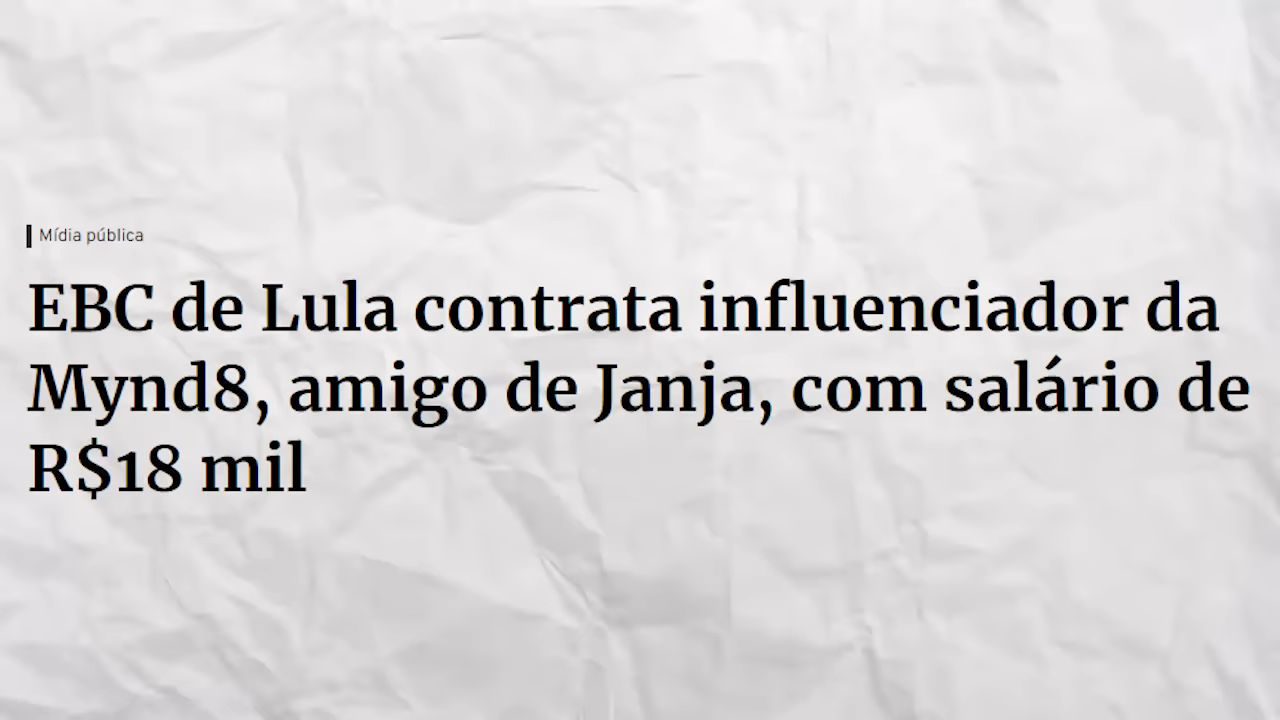 Mídia pública
EBC de Lula contrata influenciador da
Mynd8, amigo de Janja, com salário de
R$18 mil